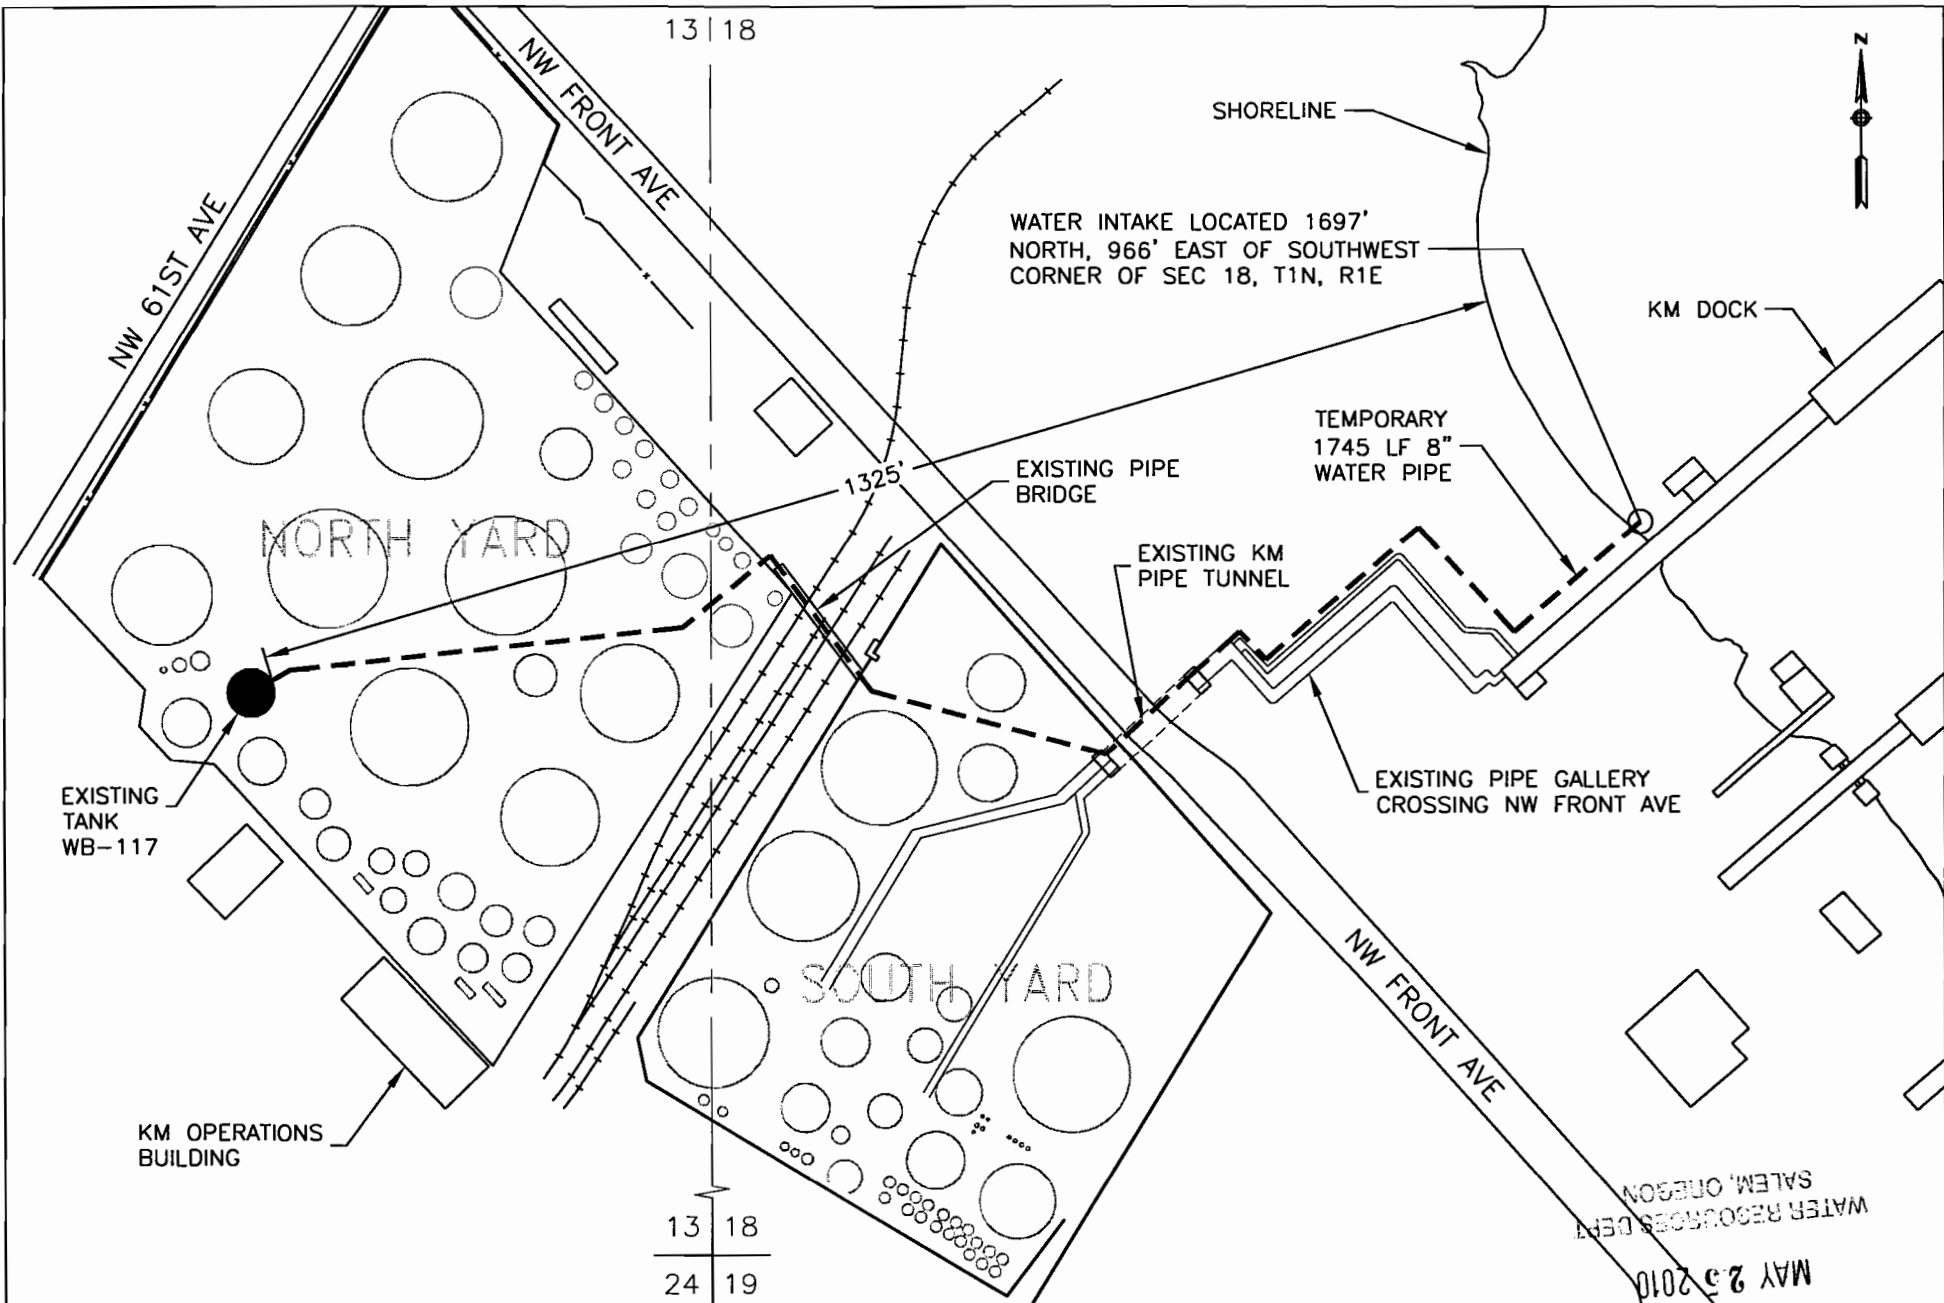 13 | 18
N
NW FRONT AVE
SHORELINE
NW 61ST AVE
WATER INTAKE LOCATED 1697'
NORTH, 966' EAST OF SOUTHWEST
CORNER OF SEC 18, T1N, R1E
KM DOCK
TEMPORARY
1745 LF 8"
WATER PIPE
1325'
EXISTING PIPE
BRIDGE
NORTH YARD
EXISTING KM
PIPE TUNNEL
EXISTING PIPE GALLERY
CROSSING NW FRONT AVE
EXISTING
TANK
WB-117
SOUTH YARD
NW FRONT AVE
KM OPERATIONS
BUILDING
13 | 18
24 | 19
MAY 25 2010
WATER RESOURCES DEPT
SALEM, OREGON